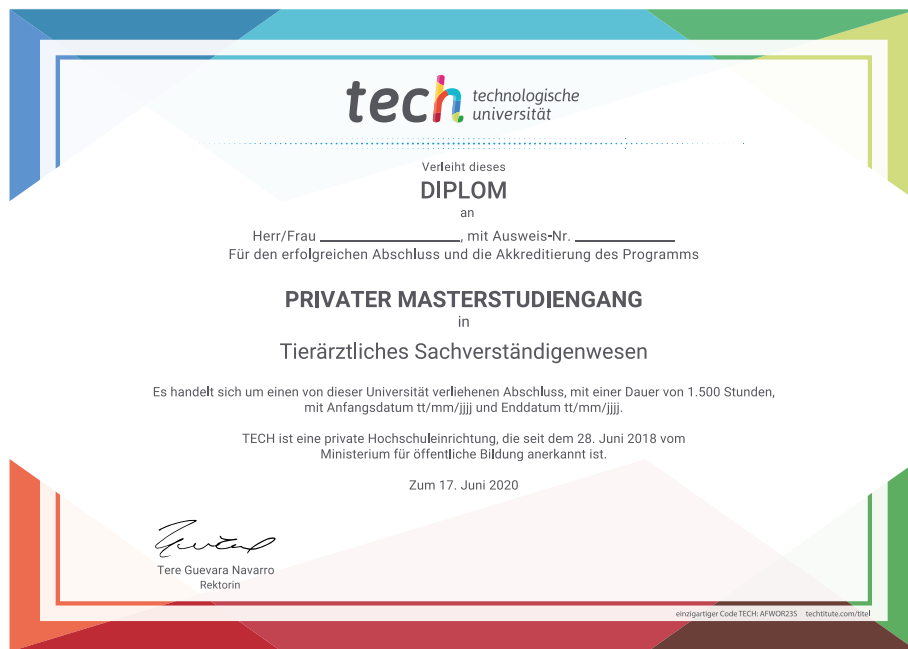 tech technologische
universität
Verleiht dieses
DIPLOM
an
Herr/Frau ____________________, mit Ausweis-Nr. ______________
Für den erfolgreichen Abschluss und die Akkreditierung des Programms
PRIVATER MASTERSTUDIENGANG
in
Tierärztliches Sachverständigenwesen
Es handelt sich um einen von dieser Universität verliehenen Abschluss, mit einer Dauer von 1.500 Stunden,
mit Anfangsdatum tt/mm/jjjj und Enddatum tt/mm/jjjj.
TECH ist eine private Hochschuleinrichtung, die seit dem 28. Juni 2018 vom
Ministerium für öffentliche Bildung anerkannt ist.
Zum 17. Juni 2020
Tere Guevara Navarro
Rektorin
einzigartiger Code TECH: AFWOR23S techtitute.com/titel